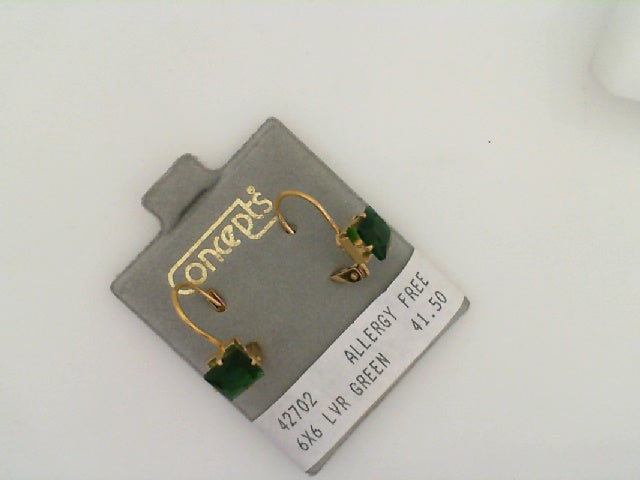 Concepts®
42702 ALLERGY FREE
6X6 LVR GREEN 41.50